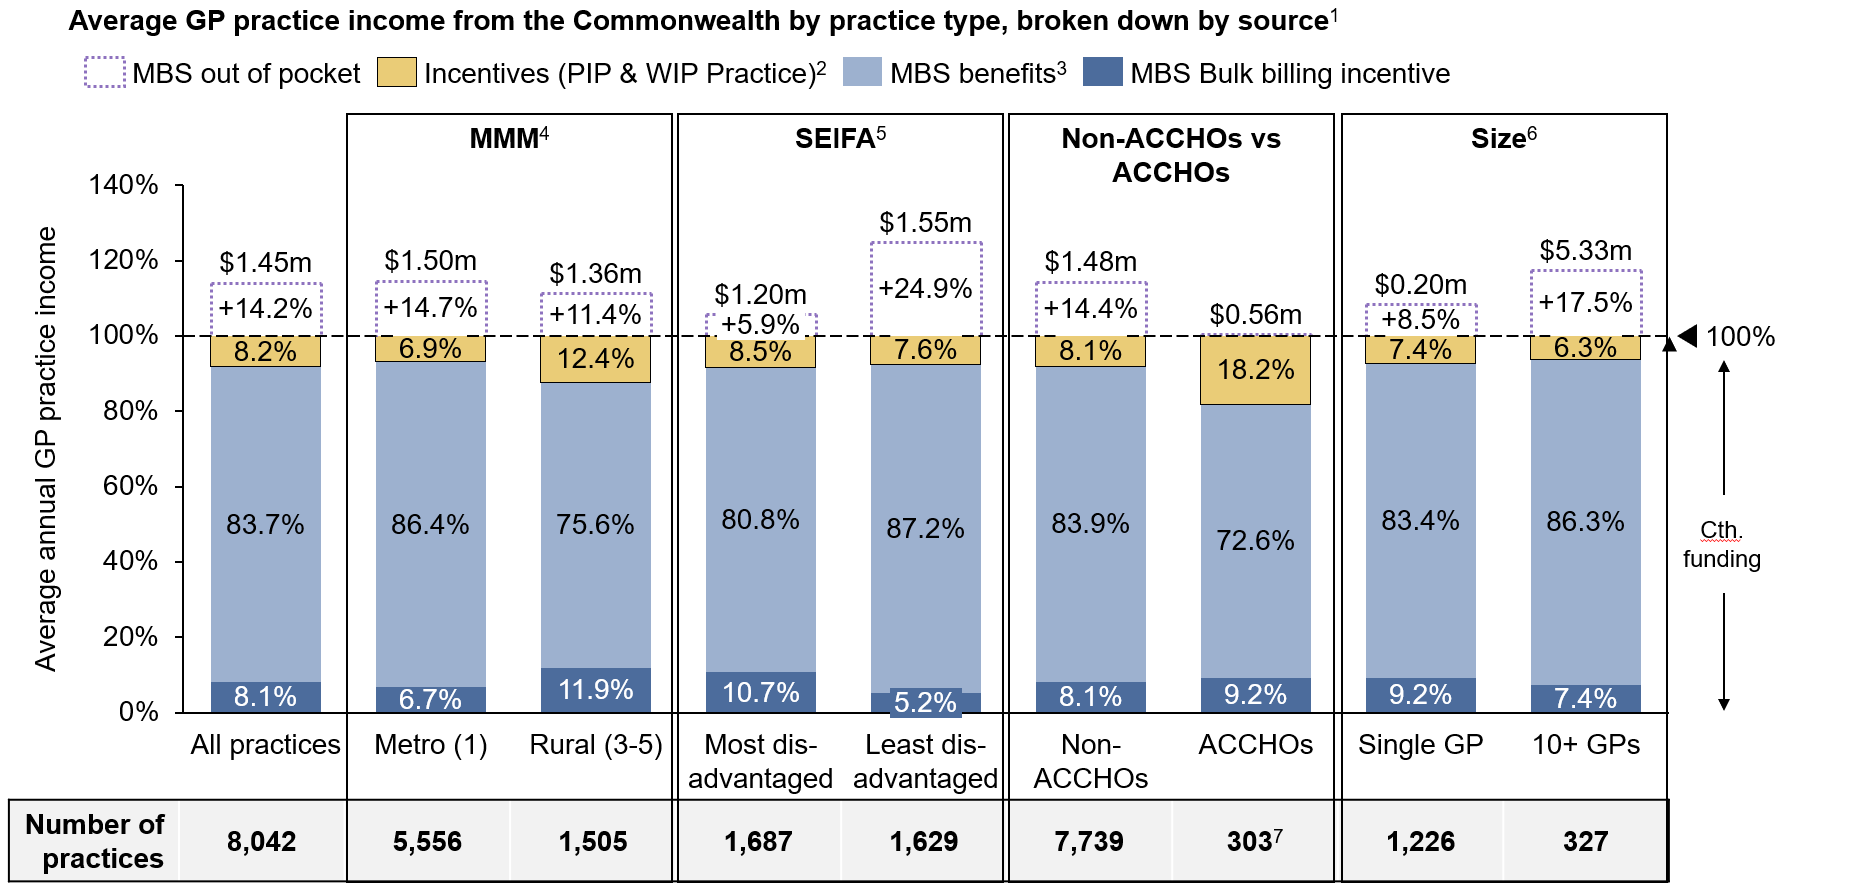 Average GP practice income from the Commonwealth by practice type, broken down by source1
MBS out of pocket Incentives (PIP & WIP Practice)2 MBS benefits3 MBS Bulk billing incentive
MMM4
SEIFA5
Non-ACCHOs vs
ACCHOs
Size6
Average annual GP practice income
140%
120%
100%
80%
60%
40%
20%
0%
$1.45m
+14.2%
8.2%
83.7%
8.1%
All practices
$1.50m
+14.7%
6.9%
86.4%
6.7%
Metro (1)
$1.36m
+11.4%
12.4%
75.6%
11.9%
Rural (3-5)
$1.20m
+5.9%
8.5%
80.8%
10.7%
Most dis-
advantaged
$1.55m
+24.9%
7.6%
87.2%
5.2%
Least dis-
advantaged
$1.48m
+14.4%
8.1%
83.9%
8.1%
Non-
ACCHOs
$0.56m
18.2%
72.6%
9.2%
ACCHOs
$0.20m
+8.5%
7.4%
83.4%
9.2%
Single GP
$5.33m
+17.5%
6.3%
86.3%
7.4%
10+ GPs
100%
Cth.
funding
Number of
practices
8,042 5,556 1,505 1,687 1,629 7,739 3037 1,226 327